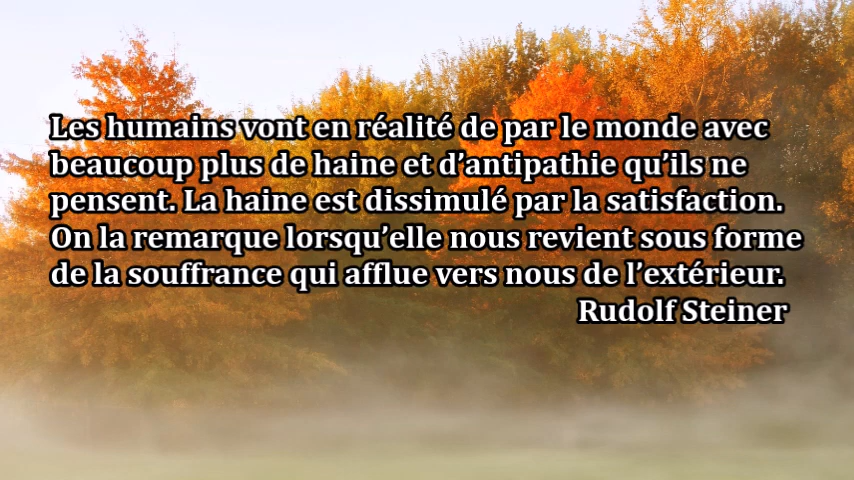 Les humains vont en réalité de par le monde avec
beaucoup plus de haine et d’antipathie qu’ils ne
pensent. La haine est dissimulé par la satisfaction.
On la remarque lorsqu’elle nous revient sous forme
de la souffrance qui afflue vers nous de l’extérieur.
Rudolf Steiner